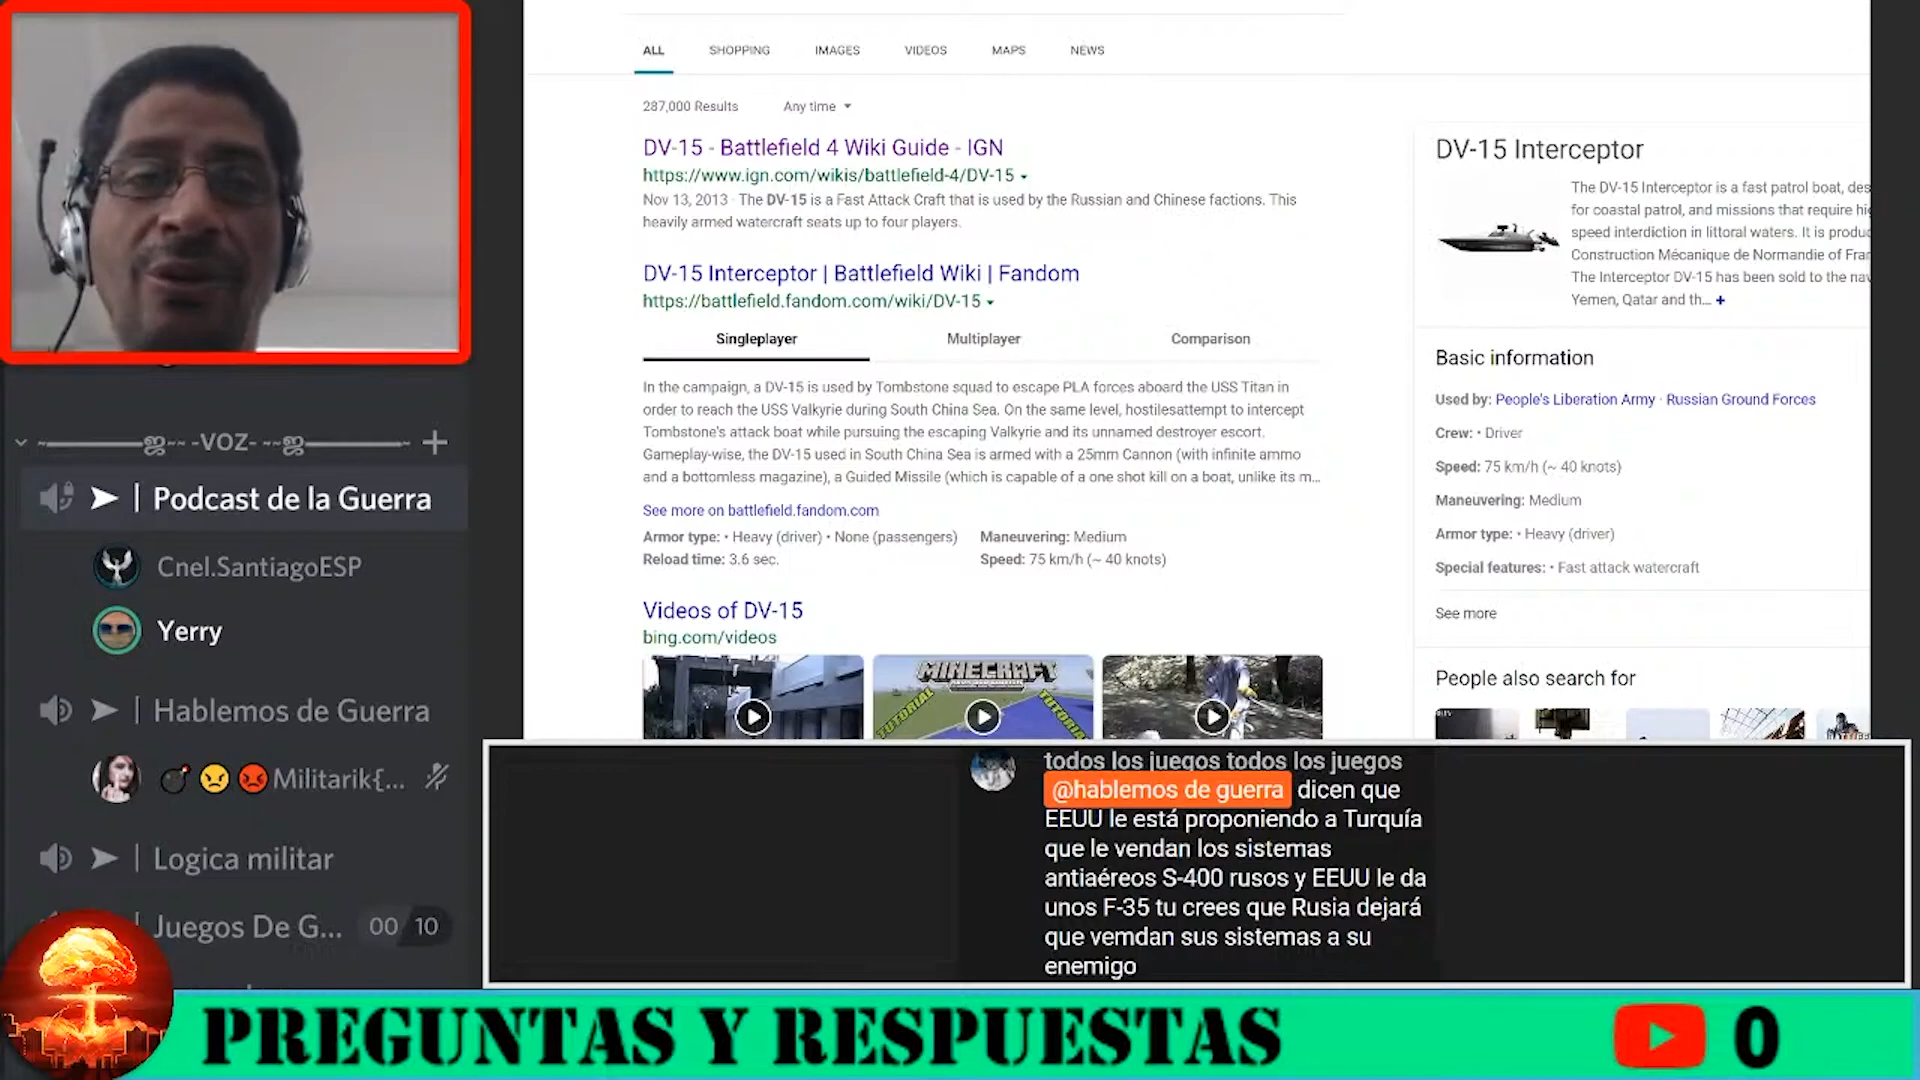 ALL SHOPPING IMAGES VIDEOS MAPS NEWS
287,000 Results Any time
DV-15 - Battlefield 4 Wiki Guide - IGN
https://www.ign.com/wikis/battlefield-4/DV-15
Nov 13, 2013 · The DV-15 is a Fast Attack Craft that is used by the Russian and Chinese factions. This
heavily armed watercraft seats up to four players.
DV-15 Interceptor | Battlefield Wiki | Fandom
https://battlefield.fandom.com/wiki/DV-15
Singleplayer Multiplayer Comparison
In the campaign, a DV-15 is used by Tombstone squad to escape PLA forces aboard the USS Titan in
order to reach the USS Valkyrie during South China Sea. On the same level, hostilesattempt to intercept
Tombstone's attack boat while pursuing the escaping Valkyrie and its unnamed destroyer escort.
Gameplay-wise, the DV-15 used in South China Sea is armed with a 25mm Cannon (with infinite ammo
and a bottomless magazine), a Guided Missile (which is capable of a one shot kill on a boat, unlike its m...
See more on battlefield.fandom.com
Armor type: • Heavy (driver) • None (passengers) Maneuvering: Medium
Reload time: 3.6 sec. Speed: 75 km/h (~ 40 knots)
Videos of DV-15
bing.com/videos
MINECRAFT
TUTORIAL TUTORIAL
DV-15 Interceptor
The DV-15 Interceptor is a fast patrol boat, des
for coastal patrol, and missions that require hi
speed interdiction in littoral waters. It is produc
Construction Mécanique de Normandie of Fran
The Interceptor DV-15 has been sold to the nav
Yemen, Qatar and th... +
Basic information
Used by: People's Liberation Army · Russian Ground Forces
Crew: • Driver
Speed: 75 km/h (~ 40 knots)
Maneuvering: Medium
Armor type: • Heavy (driver)
Special features: • Fast attack watercraft
See more
People also search for
-VOZ-
| Podcast de la Guerra
Cnel.SantiagoESP
Yerry
| Hablemos de Guerra
Militarik{...
| Logica militar
| Juegos De G... 00 10
todos los juegos todos los juegos
@hablemos de guerra dicen que
EEUU le está proponiendo a Turquía
que le vendan los sistemas
antiaéreos S-400 rusos y EEUU le da
unos F-35 tu crees que Rusia dejará
que vemdan sus sistemas a su
enemigo
PREGUNTAS Y RESPUESTAS 0